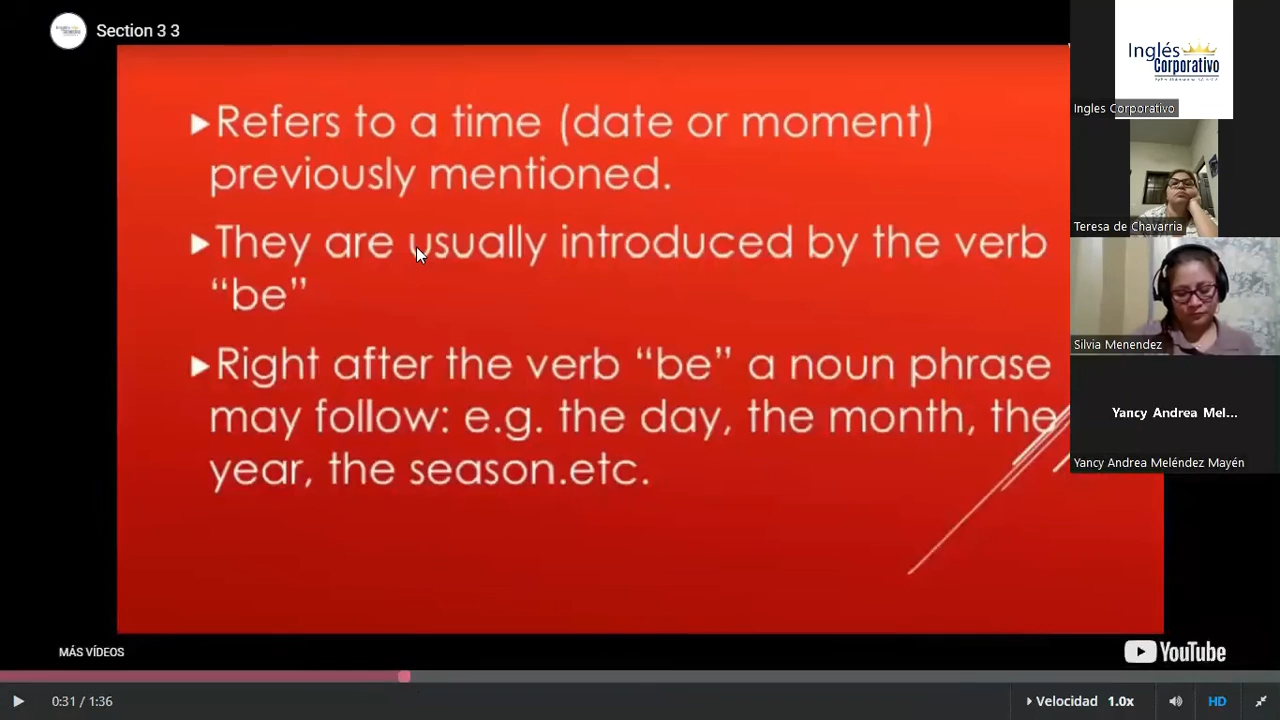 Section 3 3
▸Refers to a time (date or moment)
previously mentioned.
▸They are usually introduced by the verb
“be”
▸Right after the verb “be” a noun phrase
may follow: e.g. the day, the month, the
year, the season.etc.
MÁS VÍDEOS
YouTube
0:31 / 1:36
Velocidad 1.0x
HD
Inglés
Corporativo
Ingles Corporativo
Teresa de Chavarria
Silvia Menendez
Yancy Andrea Mel...
Yancy Andrea Meléndez Mayén